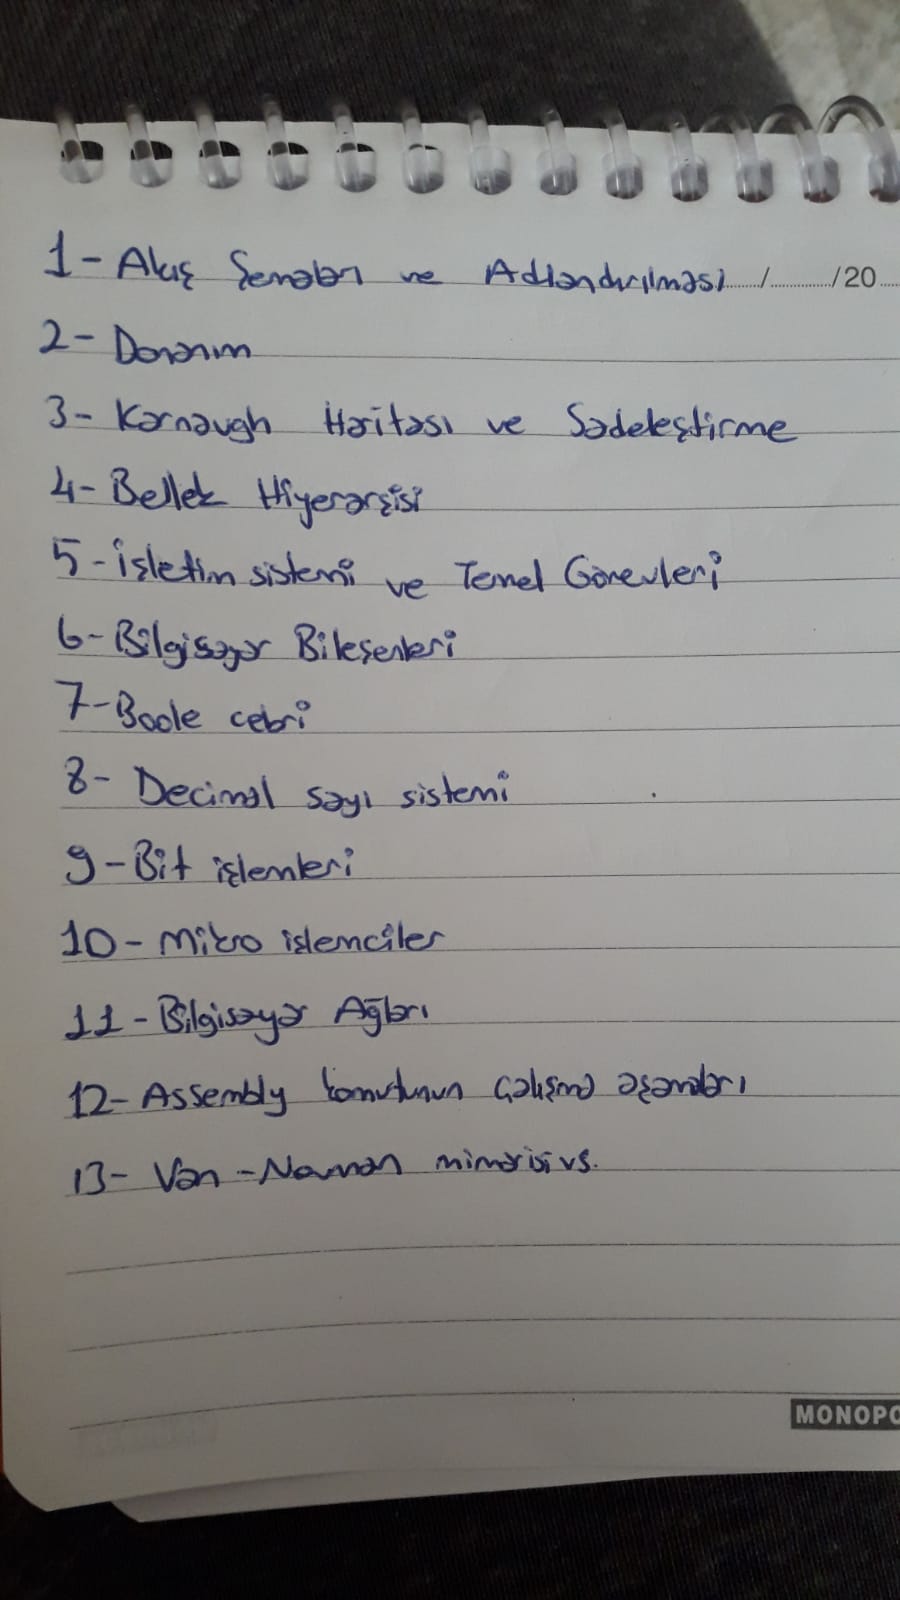 1- Akış Şemaları ve Adlandırılması ...../...../20....
2- Donanım
3- Karnaugh Haritası ve Sadeleştirme
4- Bellek Hiyerarşisi
5- İşletim sistemi ve Temel Görevleri
6- Bilgisayar Bileşenleri
7- Boole cebri
8- Decimal sayı sistemi
9- Bit işlemleri
10- Mikro işlemciler
11- Bilgisayar Ağları
12- Assembly komutunun çalışma aşamaları
13- Van-Neuman mimarisi vs.
MONOPO